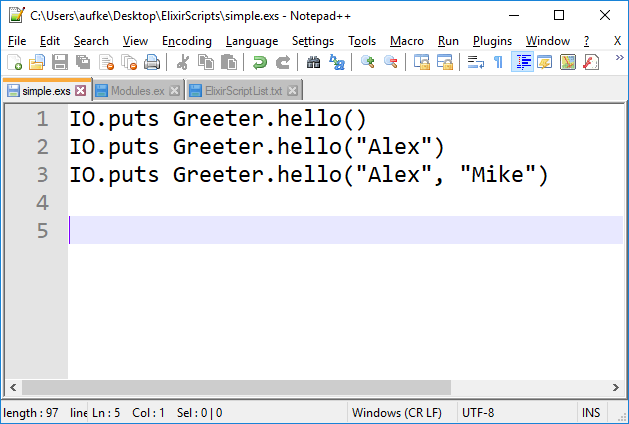 C:\Users\aufke\Desktop\ElixirScripts\simple.exs - Notepad++
File Edit Search View Encoding Language Settings Tools Macro Run Plugins Window ? X
simple.exs Modules.ex ElixirScriptList.txt
1 IO.puts Greeter.hello()
2 IO.puts Greeter.hello("Alex")
3 IO.puts Greeter.hello("Alex", "Mike")
4
5
length : 97 line Ln : 5 Col : 1 Sel : 0 | 0 Windows (CR LF) UTF-8 INS